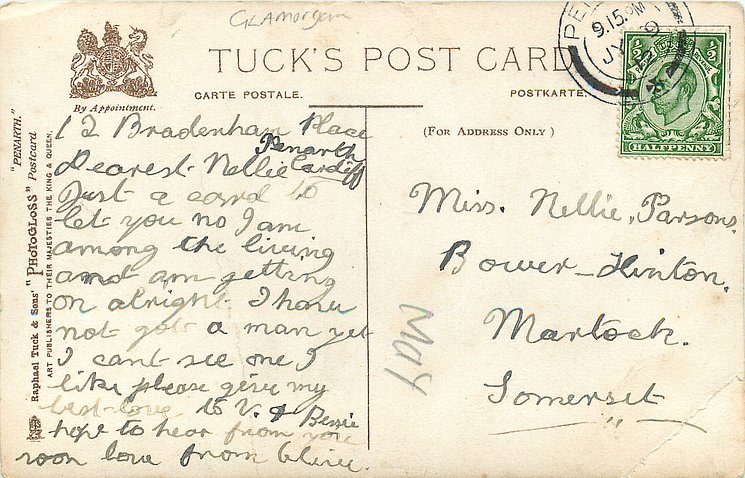 GLAMorgan
TUCK'S POST CARD
By Appointment.
CARTE POSTALE.
POSTKARTE.
(FOR ADDRESS ONLY)
9.15.PM
JY
HALFPENNY
"PENARTH."
Raphael Tuck & Sons' "PHOTOGLOSS" Postcard
ART PUBLISHERS TO THEIR MAJESTIES THE KING & QUEEN.
12 Bradenham Place
Penarth
Dearest Nellie Cardiff
Just a card to
let you no I am
among the living
and am getting
on alright I have
not got a man yet
I cant see one I
like please give my
best love to V. & Bessie
hope to hear from you
soon love from
Miss. Nellie. Parsons.
Bower-Hinton.
Martock.
Somerset
May